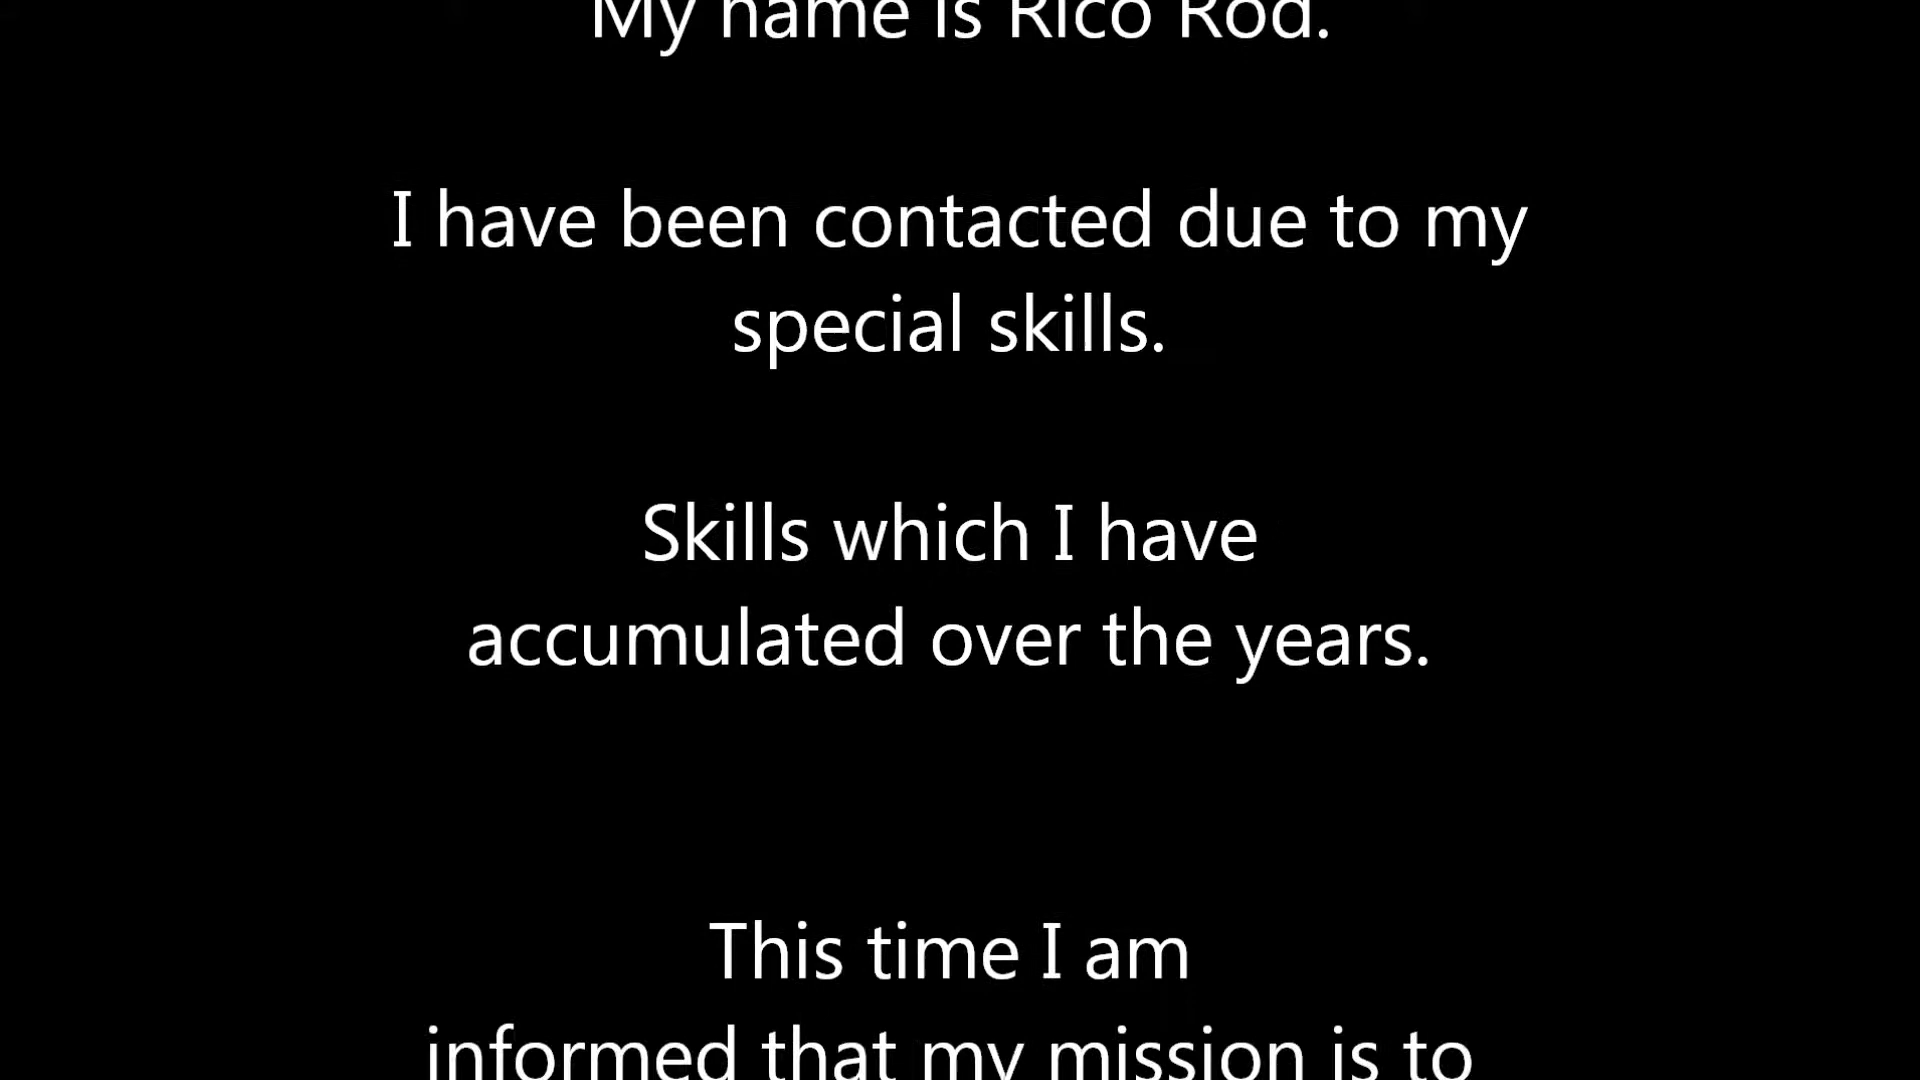 My name is Rico Rod.
I have been contacted due to my
special skills.
Skills which I have
accumulated over the years.
This time I am
informed that my mission is to